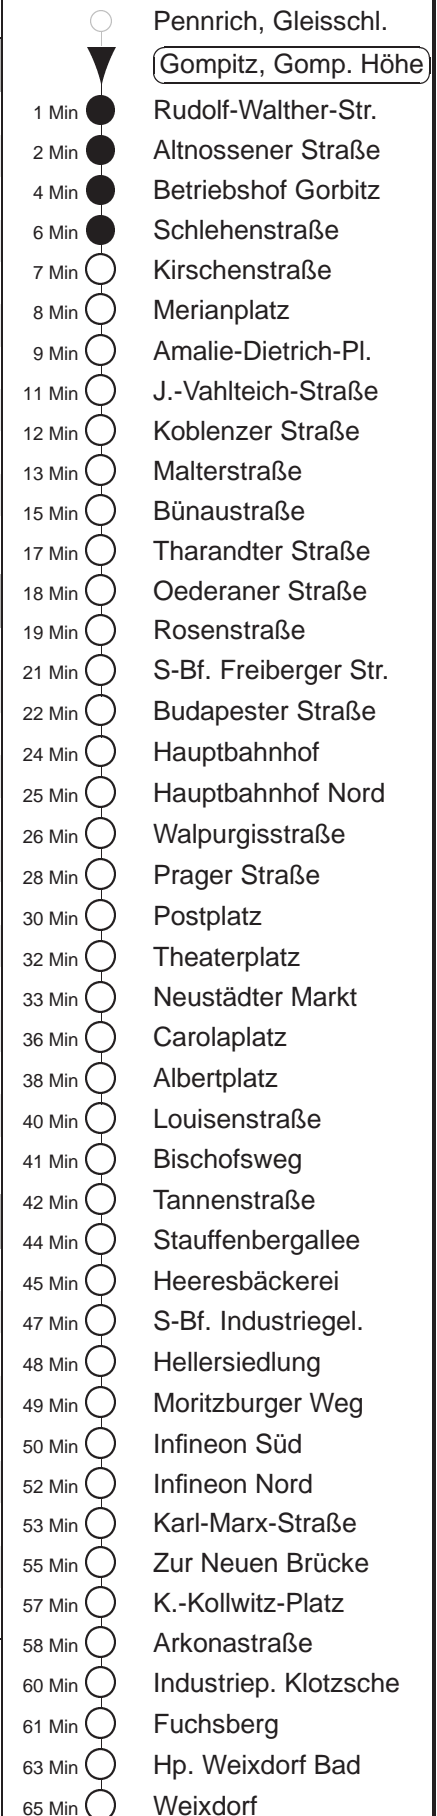 Pennrich, Gleisschl.
Gompitz, Gomp. Höhe
1 Min Rudolf-Walther-Str.
2 Min Altnossener Straße
4 Min Betriebshof Gorbitz
6 Min Schlehenstraße
7 Min Kirschenstraße
8 Min Merianplatz
9 Min Amalie-Dietrich-Pl.
11 Min J.-Vahlteich-Straße
12 Min Koblenzer Straße
13 Min Malterstraße
15 Min Bünaustraße
17 Min Tharandter Straße
18 Min Oederaner Straße
19 Min Rosenstraße
21 Min S-Bf. Freiberger Str.
22 Min Budapester Straße
24 Min Hauptbahnhof
25 Min Hauptbahnhof Nord
26 Min Walpurgisstraße
28 Min Prager Straße
30 Min Postplatz
32 Min Theaterplatz
33 Min Neustädter Markt
36 Min Carolaplatz
38 Min Albertplatz
40 Min Louisenstraße
41 Min Bischofsweg
42 Min Tannenstraße
44 Min Stauffenbergallee
45 Min Heeresbäckerei
47 Min S-Bf. Industriegel.
48 Min Hellersiedlung
49 Min Moritzburger Weg
50 Min Infineon Süd
52 Min Infineon Nord
53 Min Karl-Marx-Straße
55 Min Zur Neuen Brücke
57 Min K.-Kollwitz-Platz
58 Min Arkonastraße
60 Min Industriep. Klotzsche
61 Min Fuchsberg
63 Min Hp. Weixdorf Bad
65 Min Weixdorf